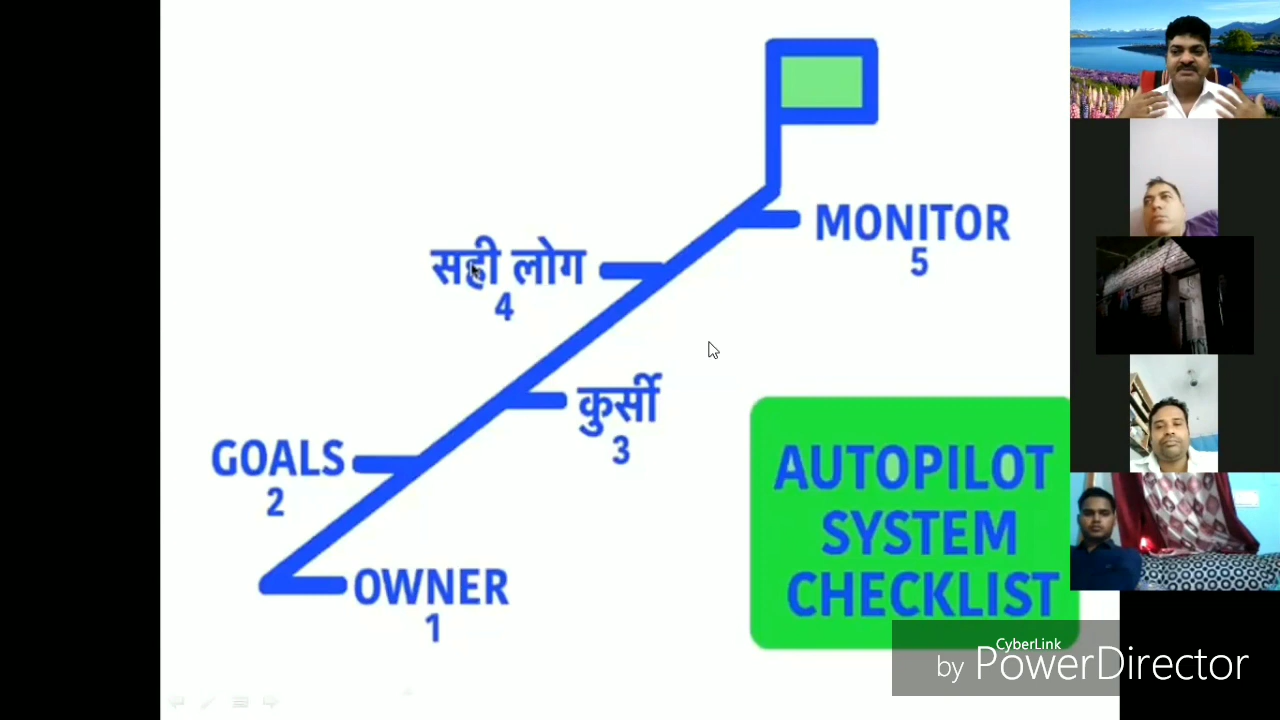 MONITOR
5
सही लोग
4
कुर्सी
3
GOALS
2
OWNER
1
AUTOPILOT
SYSTEM
CHECKLIST
CyberLink
by PowerDirector